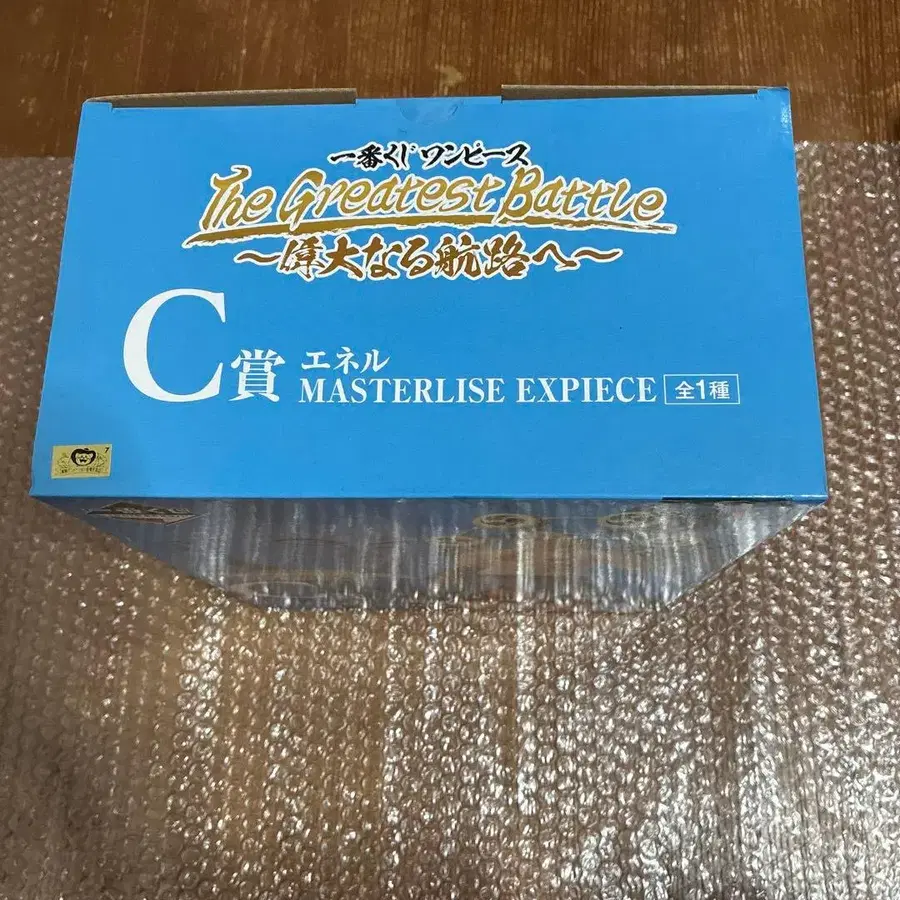 一番くじ ワンピース
The Greatest Battle
～偉大なる航路へ～
C賞 エネル
MASTERLISE EXPIECE 全1種